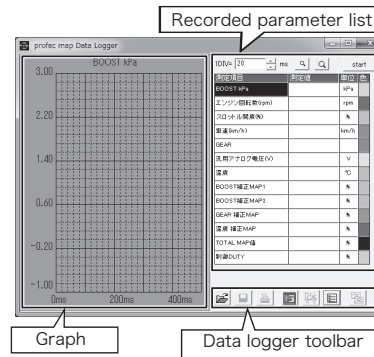 Recorded parameter list
profec map Data Logger
BOOST kPa
3.00
2.20
1.40
0.60
-0.20
-1.00
0ms 200ms 400ms
1DIV= 20 ms start
測定項目 測定値 単位 色
BOOST kPa kPa
エンジン回転数(rpm) rpm
スロットル開度(%) %
車速(km/h) km/h
GEAR
汎用アナログ電圧(V) V
温度 ℃
BOOST補正MAP1 %
BOOST補正MAP2 %
GEAR 補正MAP %
温度 補正MAP %
TOTAL MAP値 %
制御DUTY %
Graph
Data logger toolbar